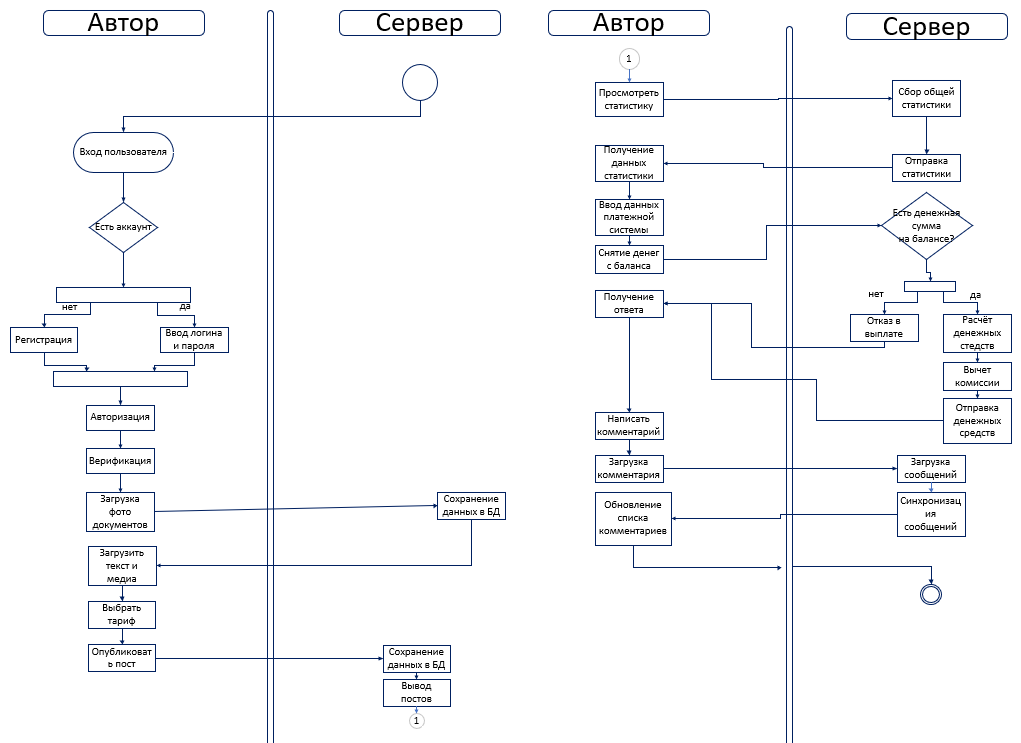 Автор
Сервер
Вход пользователя
Есть аккаунт
нет
да
Регистрация
Ввод логина
и пароля
Авторизация
Верификация
Загрузка
фото
документов
Сохранение
данных в БД
Загрузить
текст и
медиа
Выбрать
тариф
Опубликоват
ь пост
Сохранение
данных в БД
Вывод
постов
1
Автор
Сервер
1
Просмотреть
статистику
Сбор общей
статистики
Получение
данных
статистики
Отправка
статистики
Ввод данных
платежной
системы
Снятие денег
с баланса
Есть денежная
сумма
на балансе?
нет
да
Получение
ответа
Отказ в
выплате
Расчёт
денежных
стедств
Вычет
комиссии
Отправка
денежных
средств
Написать
комментарий
Загрузка
комментария
Загрузка
сообщений
Обновление
списка
комментариев
Синхронизац
ия
сообщений